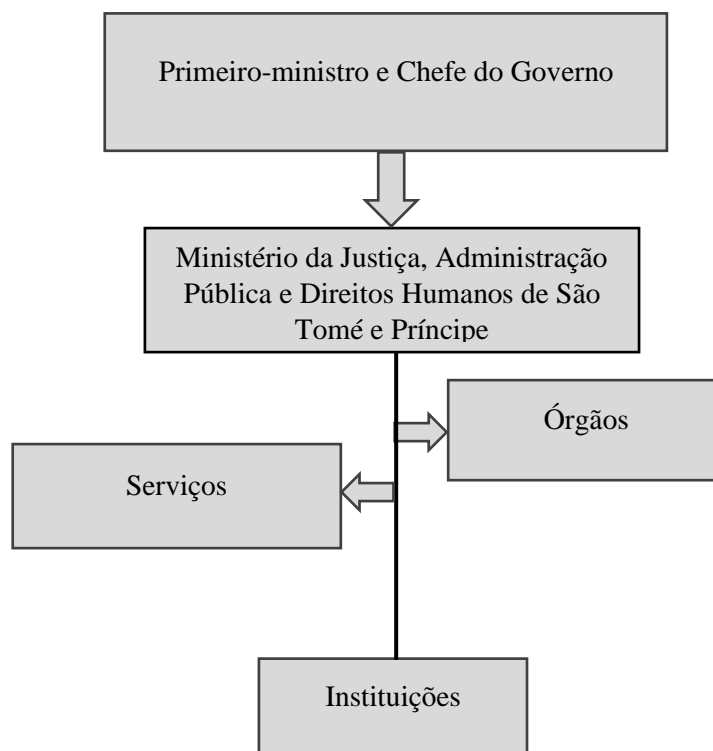 Primeiro-ministro e Chefe do Governo
Ministério da Justiça, Administração
Pública e Direitos Humanos de São
Tomé e Príncipe
Órgãos
Serviços
Instituições